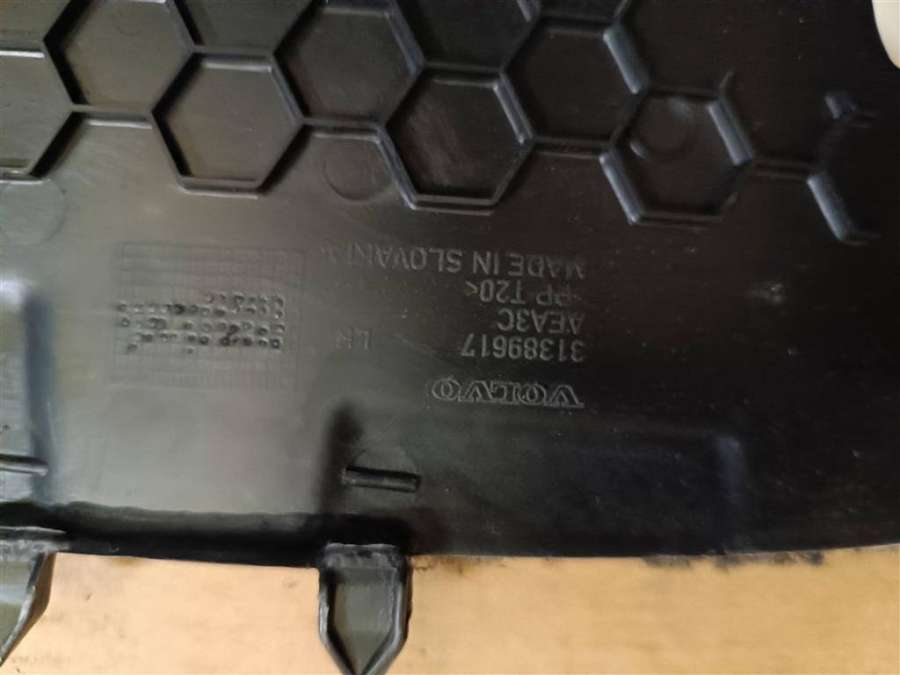 VOLVO
31389617 LH
AEA3C
>PP T20<
MADE IN SLOVAKIA